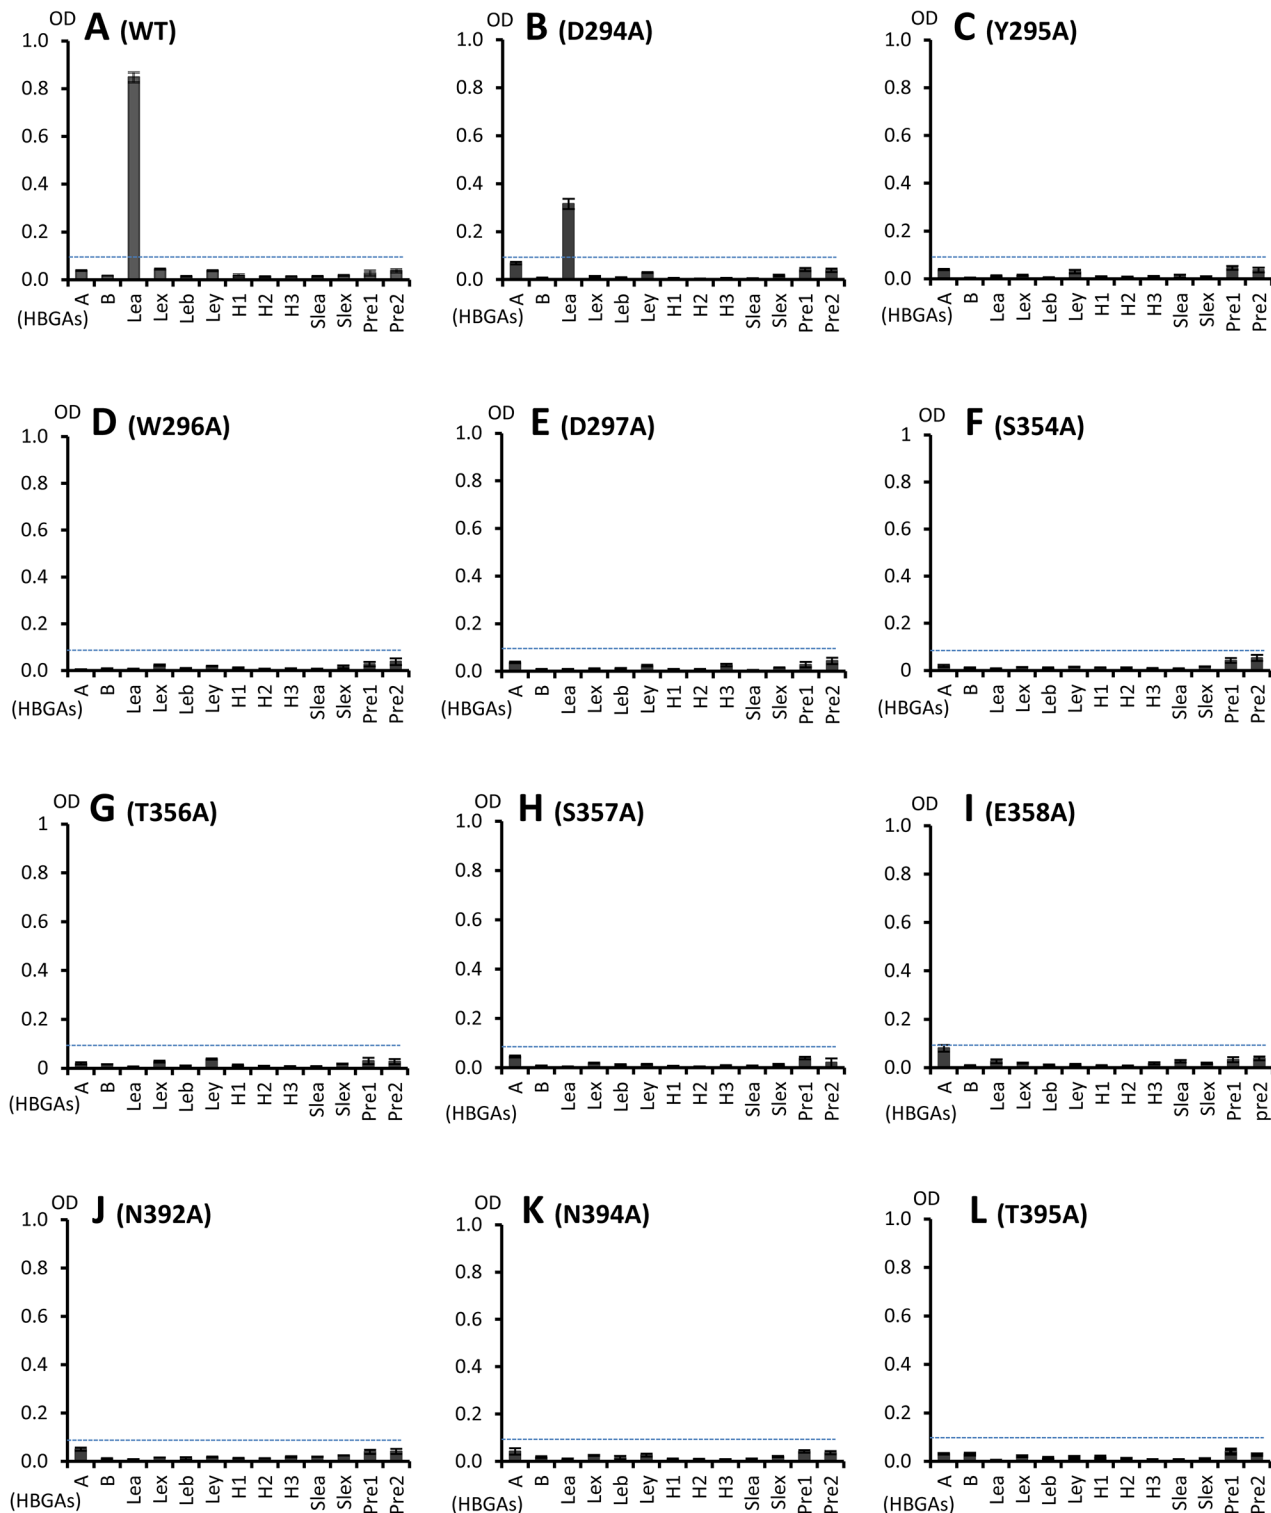 OD A (WT)
1.0
0.8
0.6
0.4
0.2
0.0
A B Lea Lex Leb Ley H1 H2 H3 Slea Slex Pre1 Pre2
(HBGAs)
OD B (D294A)
1.0
0.8
0.6
0.4
0.2
0.0
A B Lea Lex Leb Ley H1 H2 H3 Slea Slex Pre1 Pre2
(HBGAs)
OD C (Y295A)
1.0
0.8
0.6
0.4
0.2
0.0
A B Lea Lex Leb Ley H1 H2 H3 Slea Slex Pre1 Pre2
(HBGAs)
OD D (W296A)
1.0
0.8
0.6
0.4
0.2
0.0
A B Lea Lex Leb Ley H1 H2 H3 Slea Slex Pre1 Pre2
(HBGAs)
OD E (D297A)
1.0
0.8
0.6
0.4
0.2
0.0
A B Lea Lex Leb Ley H1 H2 H3 Slea Slex Pre1 Pre2
(HBGAs)
OD F (S354A)
1
0.8
0.6
0.4
0.2
0
A B Lea Lex Leb Ley H1 H2 H3 Slea Slex Pre1 Pre2
(HBGAs)
OD G (T356A)
1
0.8
0.6
0.4
0.2
0
A B Lea Lex Leb Ley H1 H2 H3 Slea Slex Pre1 Pre2
(HBGAs)
OD H (S357A)
1.0
0.8
0.6
0.4
0.2
0.0
A B Lea Lex Leb Ley H1 H2 H3 Slea Slex Pre1 Pre2
(HBGAs)
OD I (E358A)
1.0
0.8
0.6
0.4
0.2
0.0
A B Lea Lex Leb Ley H1 H2 H3 Slea Slex Pre1 pre2
(HBGAs)
OD J (N392A)
1.0
0.8
0.6
0.4
0.2
0.0
A B Lea Lex Leb Ley H1 H2 H3 Slea Slex Pre1 Pre2
(HBGAs)
OD K (N394A)
1.0
0.8
0.6
0.4
0.2
0.0
A B Lea Lex Leb Ley H1 H2 H3 Slea Slex Pre1 Pre2
(HBGAs)
OD L (T395A)
1.0
0.8
0.6
0.4
0.2
0.0
A B Lea Lex Leb Ley H1 H2 H3 Slea Slex Pre1 Pre2
(HBGAs)